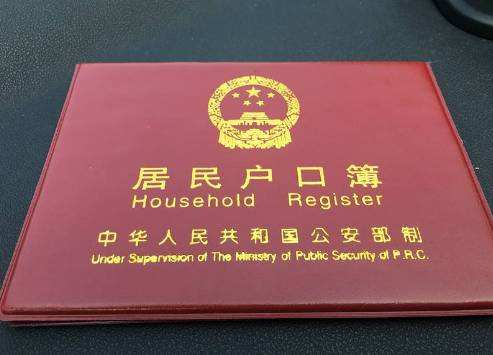 居民户口簿
Household Register
中华人民共和国公安部制
Under Supervision of The Ministry of Public Security of P.R.C.